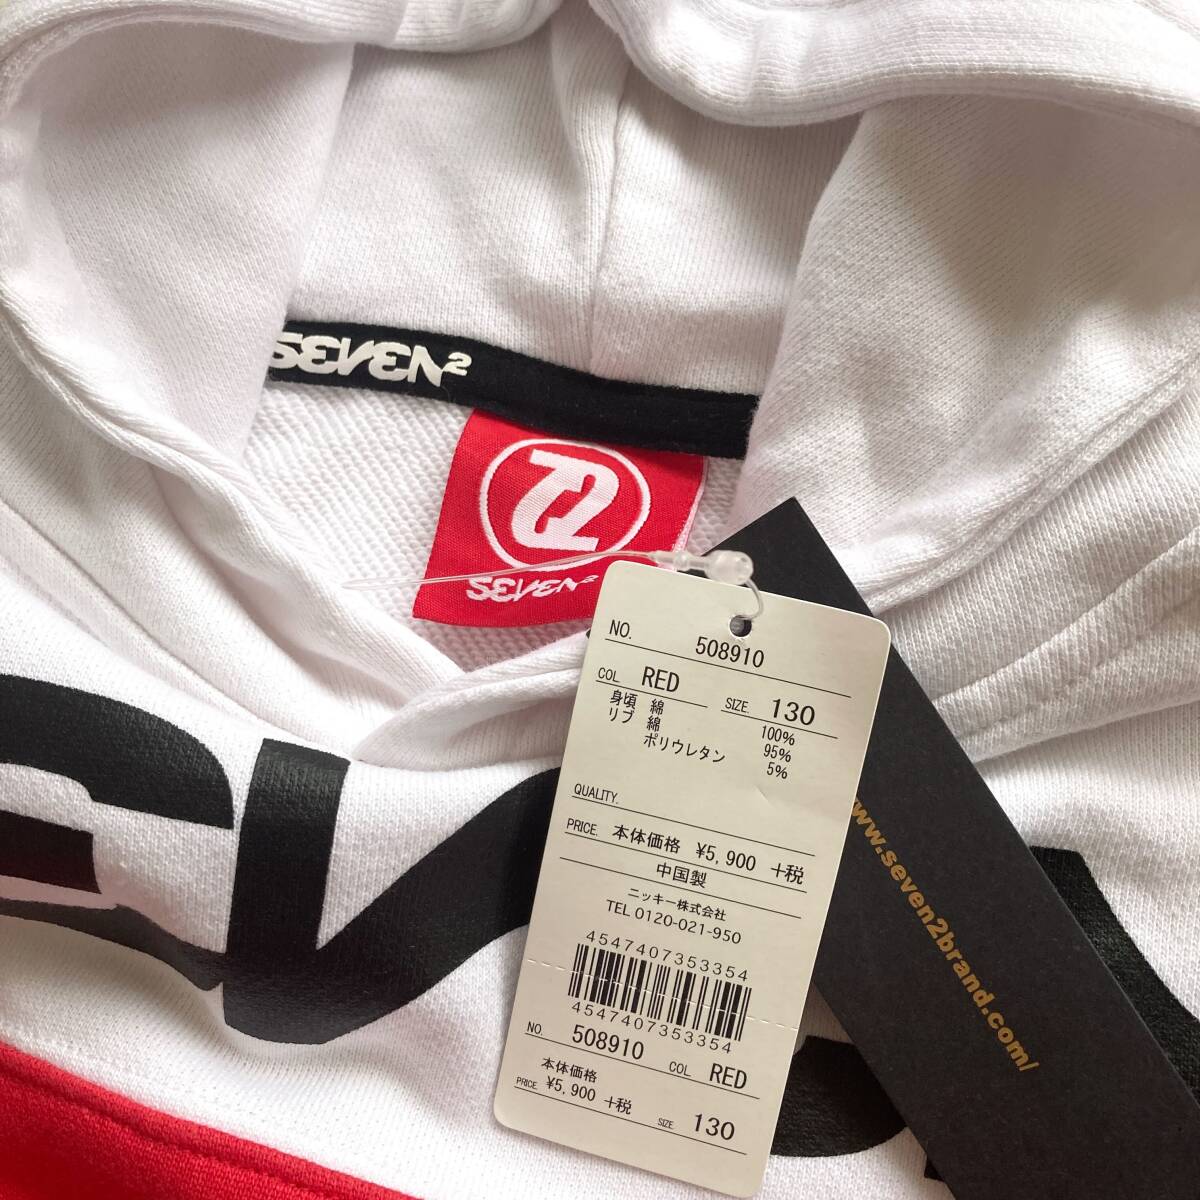 SEVEN²
72
SEVEN²
NO. 508910
COL. RED SIZE. 130
身頃 綿 100%
リブ 綿 95%
ポリウレタン 5%
QUALITY.
PRICE. 本体価格 ¥5,900 +税
中国製
ニッキー株式会社
TEL 0120-021-950
4547407353354
4547407353354
NO. 508910 COL. RED
本体価格
PRICE. ¥5,900 +税 SIZE. 130
www.seven2brand.com/